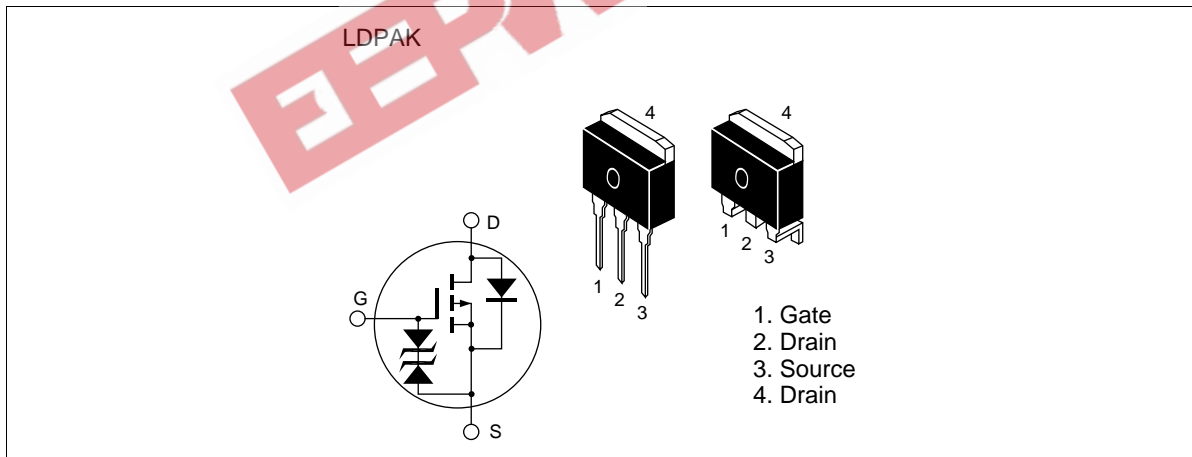 LDPAK
4
4
D
G
S
1
2
3
1
2
3
1. Gate
2. Drain
3. Source
4. Drain